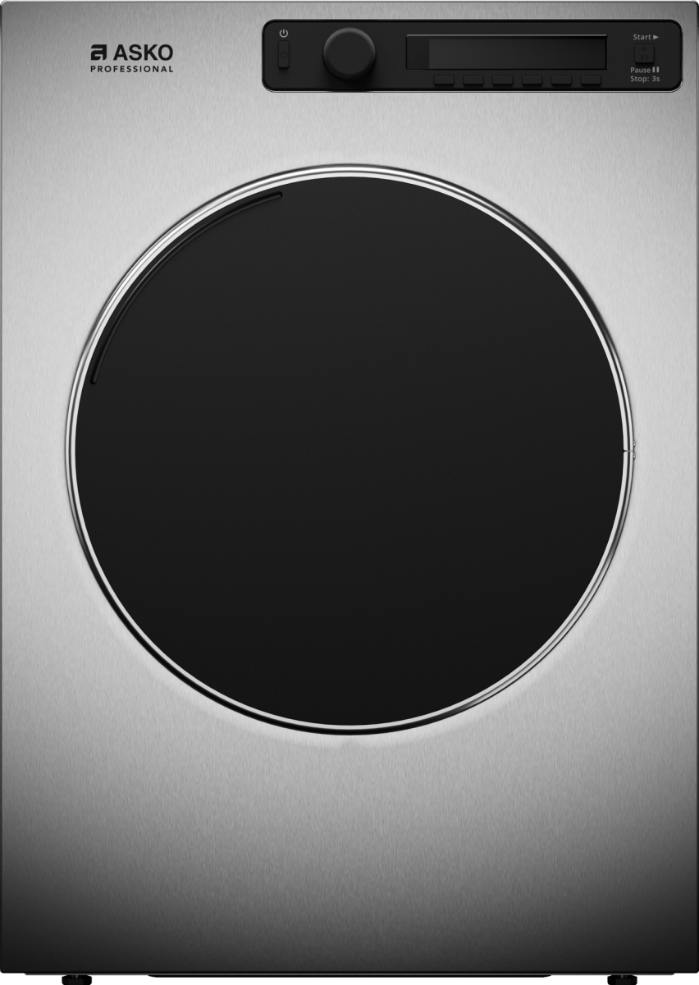 ASKO
PROFESSIONAL
Start ▶
Pause ❚❚
Stop: 3s